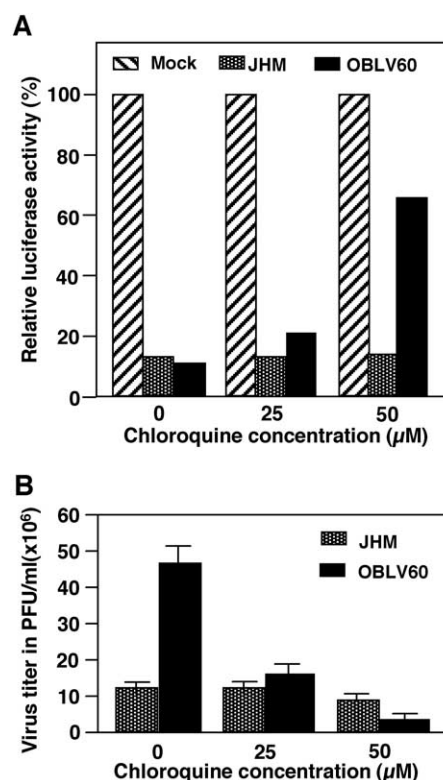 A
Mock JHM OBLV60
Relative luciferase activity (%)
100
80
60
40
20
0
0 25 50
Chloroquine concentration (µM)
B
JHM
OBLV60
Virus titer in PFU/ml(x10⁶)
60
50
40
30
20
10
0
0 25 50
Chloroquine concentration (µM)